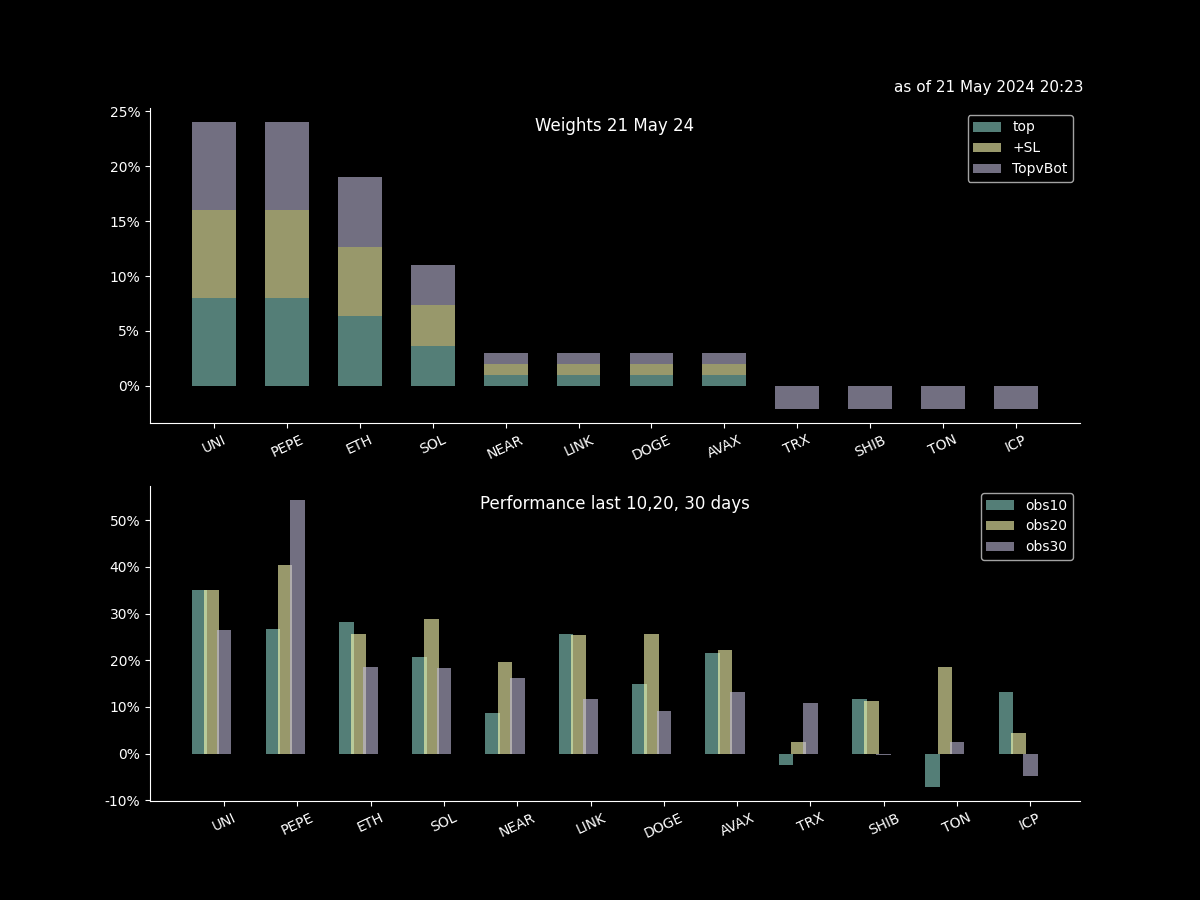 as of 21 May 2024 20:23
Weights 21 May 24
top
+SL
TopvBot
25%
20%
15%
10%
5%
0%
UNI PEPE ETH SOL NEAR LINK DOGE AVAX TRX SHIB TON ICP
Performance last 10,20, 30 days
obs10
obs20
obs30
50%
40%
30%
20%
10%
0%
-10%
UNI PEPE ETH SOL NEAR LINK DOGE AVAX TRX SHIB TON ICP